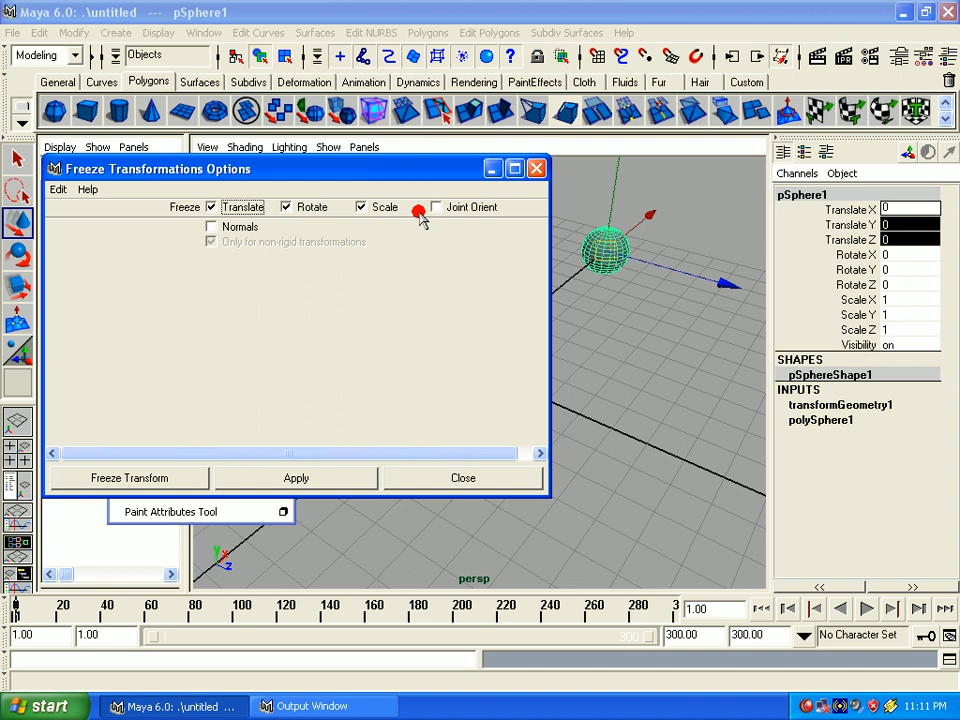 Maya 6.0: .\untitled --- pSphere1
File Edit Modify Create Display Window Edit Curves Surfaces Edit NURBS Polygons Edit Polygons Subdiv Surfaces Help
Modeling Objects
General Curves Polygons Surfaces Subdivs Deformation Animation Dynamics Rendering PaintEffects Cloth Fluids Fur Hair Custom
Display Show Panels View Shading Lighting Show Panels
Channels Object
Freeze Transformations Options
Edit Help
Freeze Translate Rotate Scale Joint Orient
Normals
Only for non-rigid transformations
Freeze Transform Apply Close
Paint Attributes Tool
pSphere1
Translate X 0
Translate Y 0
Translate Z 0
Rotate X 0
Rotate Y 0
Rotate Z 0
Scale X 1
Scale Y 1
Scale Z 1
Visibility on
SHAPES
pSphereShape1
INPUTS
transformGeometry1
polySphere1
y x z
persp
<< >>
20 40 60 80 100 120 140 160 180 200 220 240 260 280 3
1.00
1.00 1.00 300 300.00 300.00 No Character Set
start Maya 6.0: .\untitled ... Output Window 11:11 PM